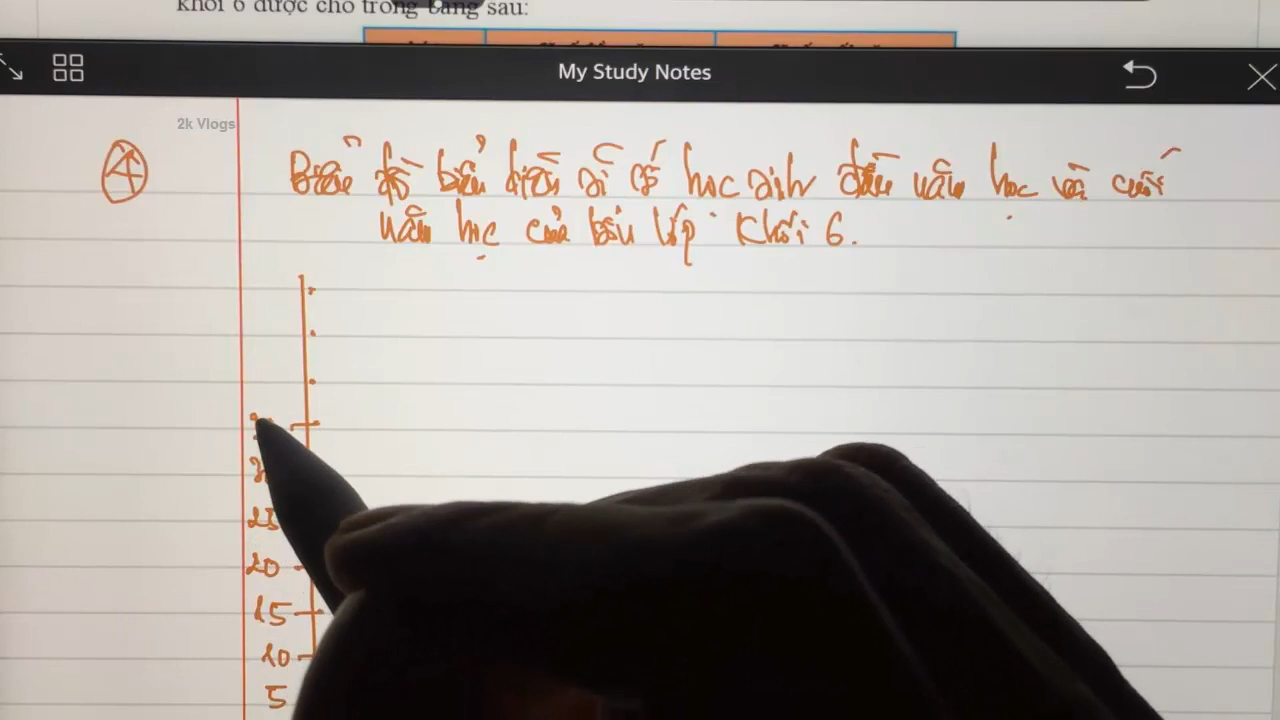 khối 6 được cho trong bảng sau:
My Study Notes
2k Vlogs
4 Biểu đồ biểu diễn sĩ số học sinh đầu năm học và cuối
năm học của bốn lớp khối 6.
25
20
15
10
5